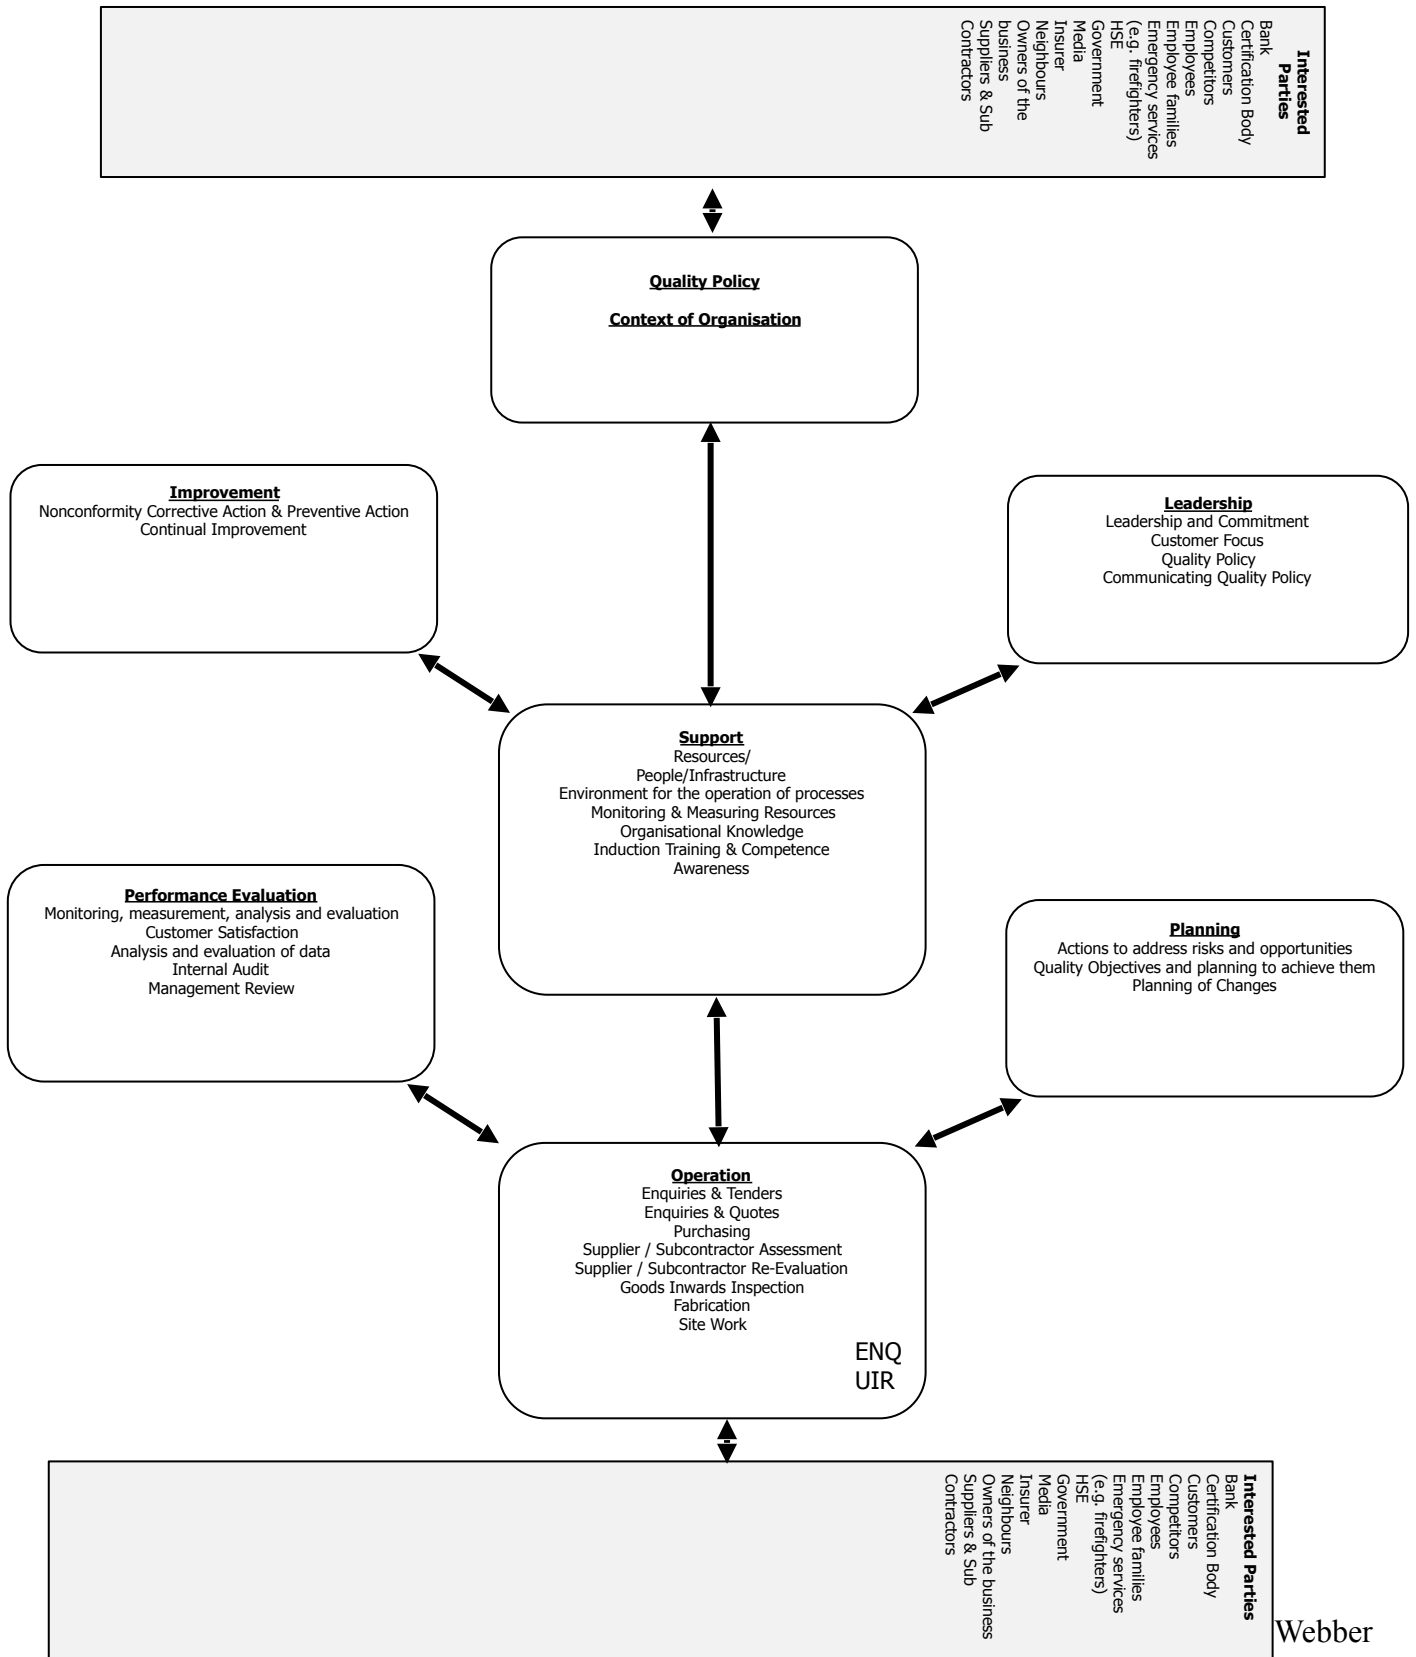 Interested
Parties
Bank
Certification Body
Customers
Competitors
Employees
Employee families
Emergency services
(e.g. firefighters)
HSE
Government
Media
Insurer
Neighbours
Owners of the
business
Suppliers & Sub
Contractors
Quality Policy
Context of Organisation
Improvement
Nonconformity Corrective Action & Preventive Action
Continual Improvement
Leadership
Leadership and Commitment
Customer Focus
Quality Policy
Communicating Quality Policy
Support
Resources/
People/Infrastructure
Environment for the operation of processes
Monitoring & Measuring Resources
Organisational Knowledge
Induction Training & Competence
Awareness
Performance Evaluation
Monitoring, measurement, analysis and evaluation
Customer Satisfaction
Analysis and evaluation of data
Internal Audit
Management Review
Planning
Actions to address risks and opportunities
Quality Objectives and planning to achieve them
Planning of Changes
Operation
Enquiries & Tenders
Enquiries & Quotes
Purchasing
Supplier / Subcontractor Assessment
Supplier / Subcontractor Re-Evaluation
Goods Inwards Inspection
Fabrication
Site Work
ENQ
UIR
Interested Parties
Bank
Certification Body
Customers
Competitors
Employees
Employee families
Emergency services
(e.g. firefighters)
HSE
Government
Media
Insurer
Neighbours
Owners of the business
Suppliers & Sub
Contractors
Webber